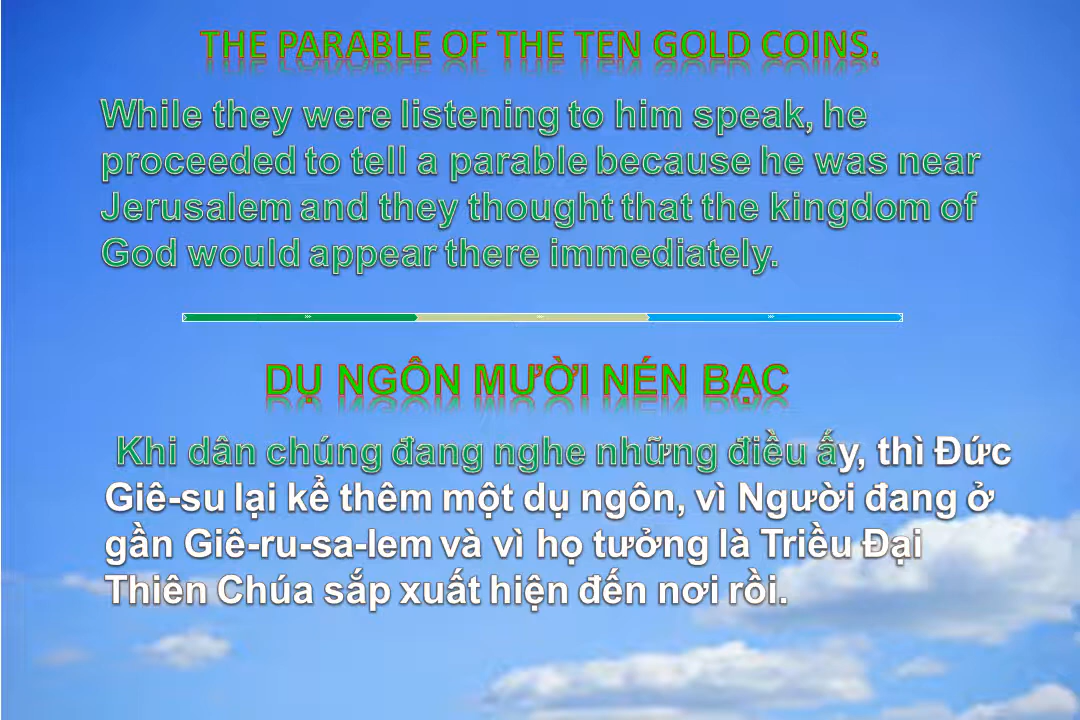 THE PARABLE OF THE TEN GOLD COINS.
While they were listening to him speak, he
proceeded to tell a parable because he was near
Jerusalem and they thought that the kingdom of
God would appear there immediately.
DỤ NGÔN MƯỜI NÉN BẠC
Khi dân chúng đang nghe những điều ấy, thì Đức
Giê-su lại kể thêm một dụ ngôn, vì Người đang ở
gần Giê-ru-sa-lem và vì họ tưởng là Triều Đại
Thiên Chúa sắp xuất hiện đến nơi rồi.